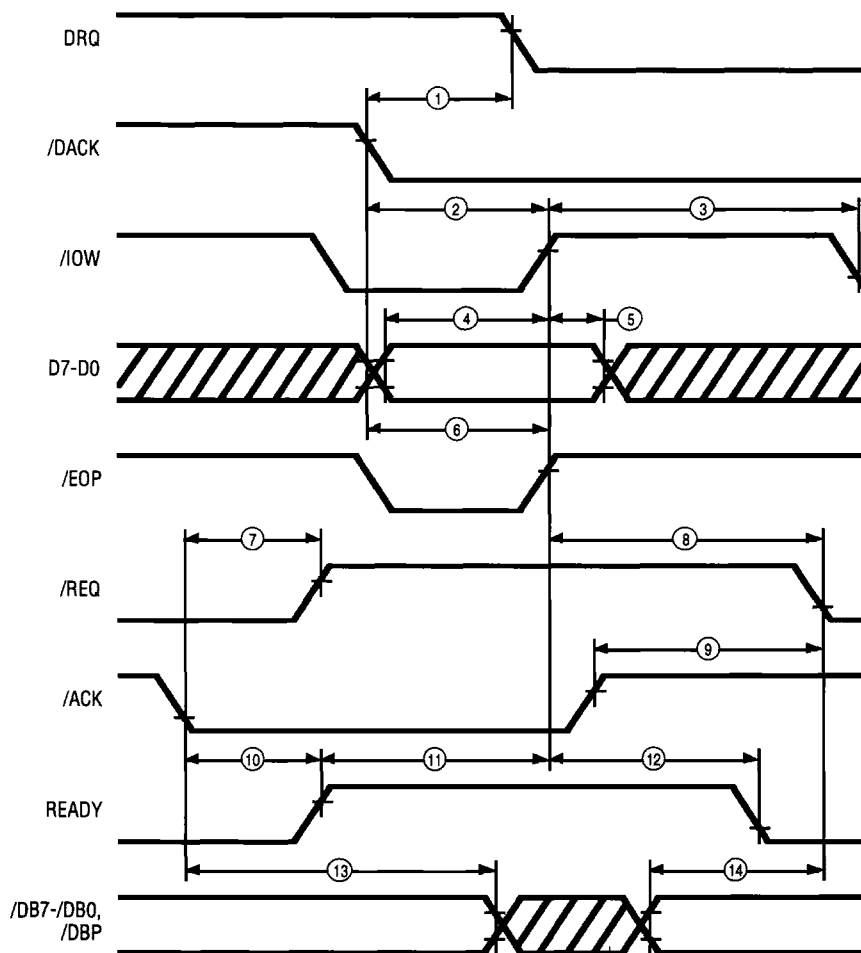 DRQ
1
/DACK
2
3
/IOW
4
5
D7-D0
6
/EOP
7
8
/REQ
9
/ACK
10
11
12
READY
13
14
/DB7-/DB0,
/DBP